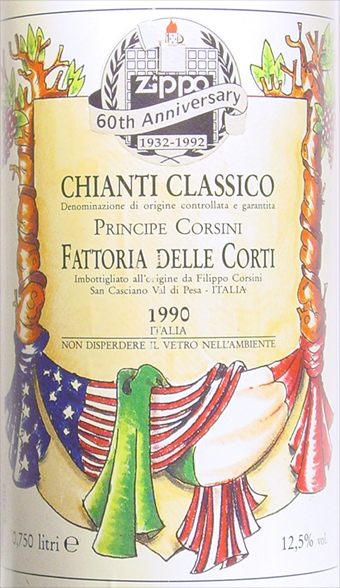 Zippo
60th Anniversary
1932-1992
CHIANTI CLASSICO
Denominazione di origine controllata e garantita
PRINCIPE CORSINI
FATTORIA DELLE CORTI
Imbottigliato all'origine da Filippo Corsini
San Casciano Val di Pesa - ITALIA
1990
ITALIA
NON DISPERDERE IL VETRO NELL'AMBIENTE
0,750 litri e 12,5% vol